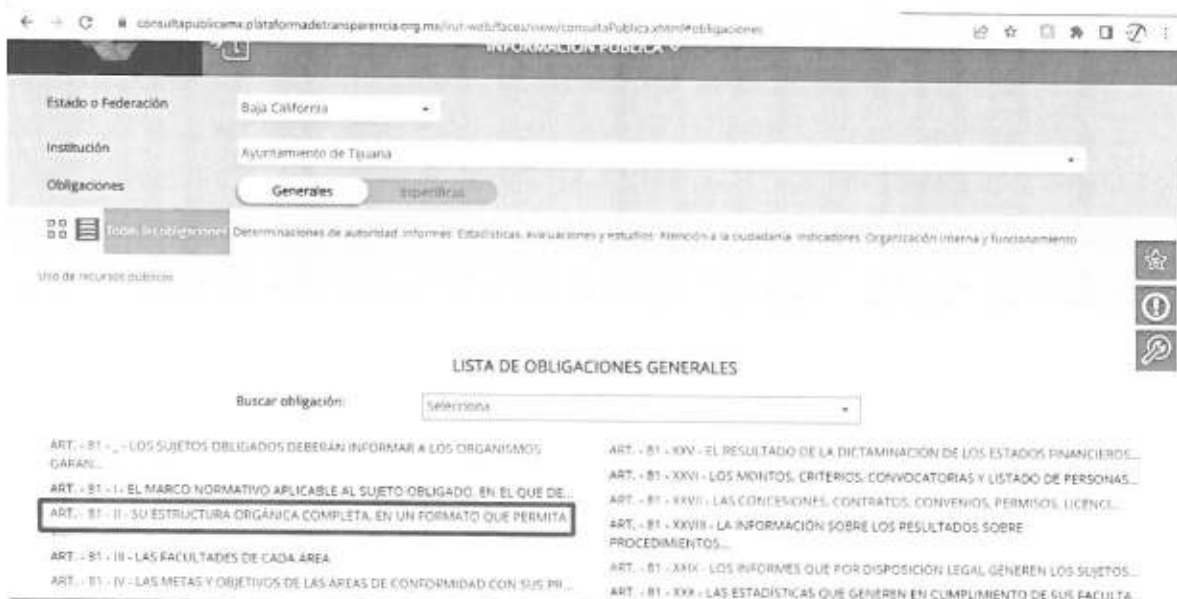 consultapublicamx.plataformadetransparencia.org.mx/vut-web/faces/view/consultaPublica.xhtml#obligaciones
INFORMACIÓN PÚBLICA
Estado o Federación
Baja California
Institución
Ayuntamiento de Tijuana
Obligaciones
Generales
Específicas
Todas las obligaciones Determinaciones de autoridad Informes Estadísticas, evaluaciones y estudios Atención a la ciudadanía Indicadores Organización interna y funcionamiento
Uso de recursos públicos
LISTA DE OBLIGACIONES GENERALES
Buscar obligación:
Selecciona
ART. - 81 - _ - LOS SUJETOS OBLIGADOS DEBERÁN INFORMAR A LOS ORGANISMOS
GARAN...
ART. - 81 - I - EL MARCO NORMATIVO APLICABLE AL SUJETO OBLIGADO, EN EL QUE DE...
ART. - 81 - II - SU ESTRUCTURA ORGÁNICA COMPLETA, EN UN FORMATO QUE PERMITA
...
ART. - 81 - III - LAS FACULTADES DE CADA ÁREA
ART. - 81 - IV - LAS METAS Y OBJETIVOS DE LAS ÁREAS DE CONFORMIDAD CON SUS PR...
ART. - 81 - XXV - EL RESULTADO DE LA DICTAMINACIÓN DE LOS ESTADOS FINANCIEROS...
ART. - 81 - XXVI - LOS MONTOS, CRITERIOS, CONVOCATORIAS Y LISTADO DE PERSONAS...
ART. - 81 - XXVII - LAS CONCESIONES, CONTRATOS, CONVENIOS, PERMISOS, LICENCI...
ART. - 81 - XXVIII - LA INFORMACIÓN SOBRE LOS RESULTADOS SOBRE
PROCEDIMIENTOS...
ART. - 81 - XXIX - LOS INFORMES QUE POR DISPOSICIÓN LEGAL GENEREN LOS SUJETOS...
ART. - 81 - XXX - LAS ESTADÍSTICAS QUE GENEREN EN CUMPLIMIENTO DE SUS FACULTA...